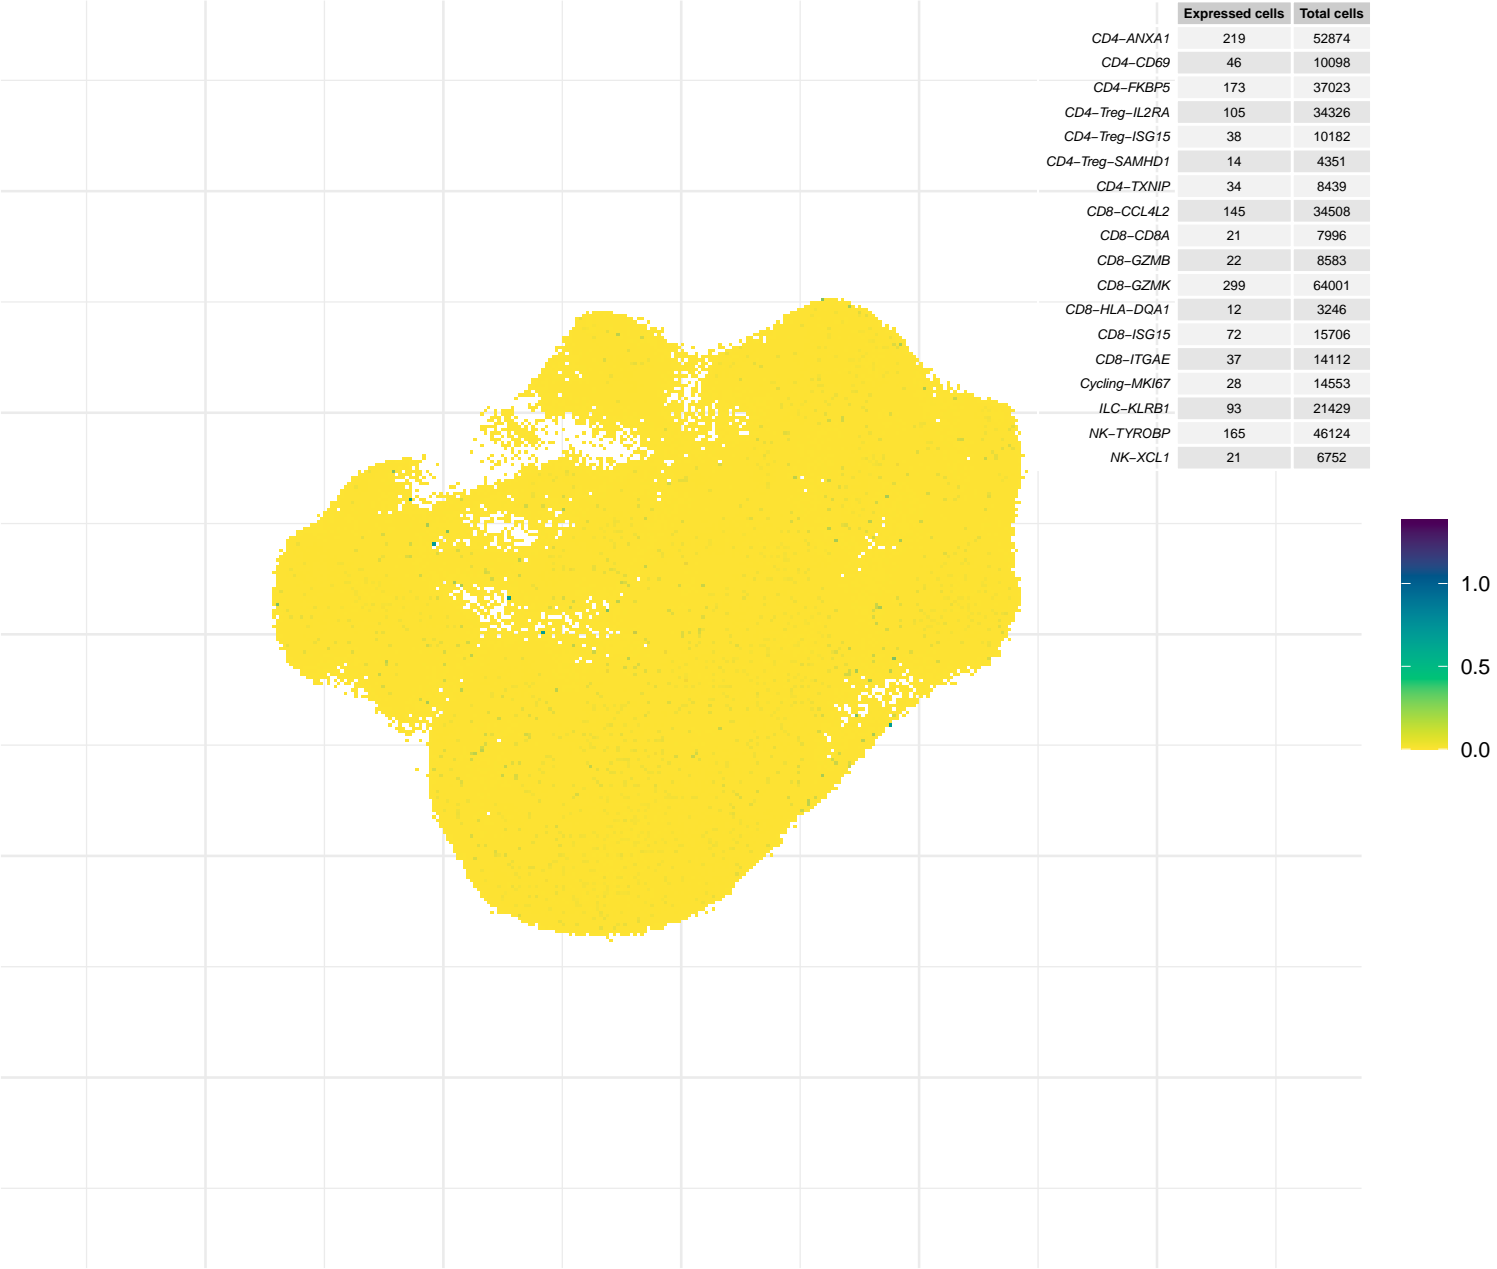 Expressed cells Total cells
CD4−ANXA1 219 52874
CD4−CD69 46 10098
CD4−FKBP5 173 37023
CD4−Treg−IL2RA 105 34326
CD4−Treg−ISG15 38 10182
CD4−Treg−SAMHD1 14 4351
CD4−TXNIP 34 8439
CD8−CCL4L2 145 34508
CD8−CD8A 21 7996
CD8−GZMB 22 8583
CD8−GZMK 299 64001
CD8−HLA−DQA1 12 3246
CD8−ISG15 72 15706
CD8−ITGAE 37 14112
Cycling−MKI67 28 14553
ILC−KLRB1 93 21429
NK−TYROBP 165 46124
NK−XCL1 21 6752
1.0
0.5
0.0